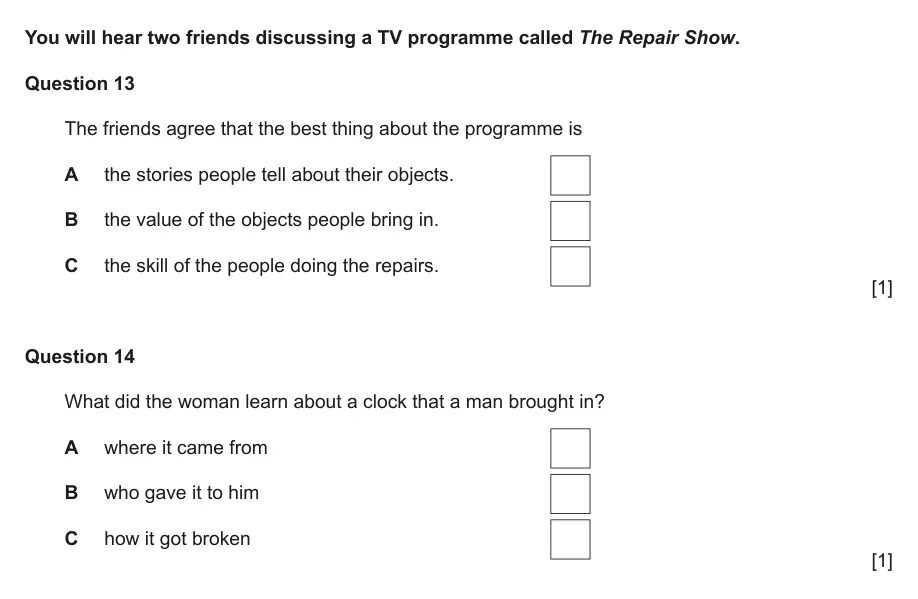 You will hear two friends discussing a TV programme called The Repair Show.
Question 13
The friends agree that the best thing about the programme is
A the stories people tell about their objects.
B the value of the objects people bring in.
C the skill of the people doing the repairs.
[1]
Question 14
What did the woman learn about a clock that a man brought in?
A where it came from
B who gave it to him
C how it got broken
[1]